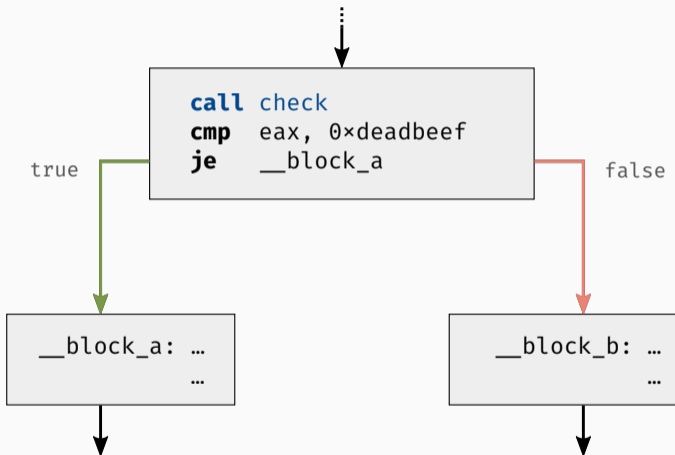 call check
cmp eax, 0×deadbeef
je __block_a
true
false
__block_a: …
…
__block_b: …
…